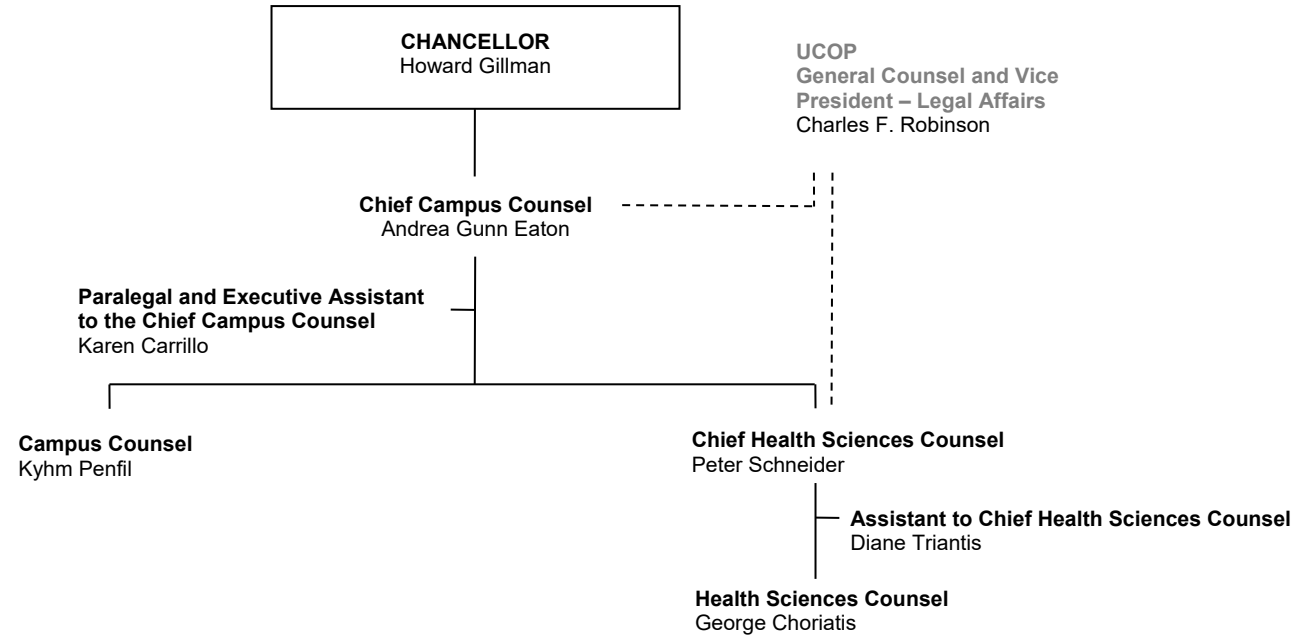 CHANCELLOR
Howard Gillman
UCOP
General Counsel and Vice
President – Legal Affairs
Charles F. Robinson
Chief Campus Counsel
Andrea Gunn Eaton
Paralegal and Executive Assistant
to the Chief Campus Counsel
Karen Carrillo
Campus Counsel
Kyhm Penfil
Chief Health Sciences Counsel
Peter Schneider
Assistant to Chief Health Sciences Counsel
Diane Triantis
Health Sciences Counsel
George Choriatis